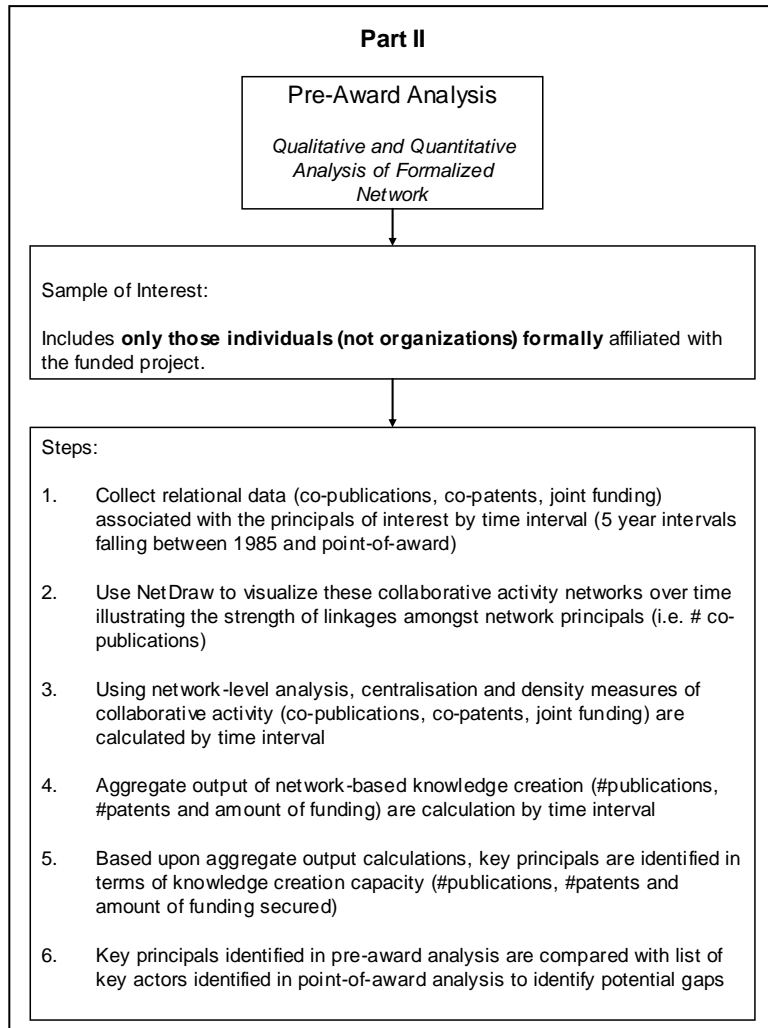 Part II
Pre-Award Analysis
Qualitative and Quantitative
Analysis of Formalized
Network
Sample of Interest:
Includes only those individuals (not organizations) formally affiliated with
the funded project.
Steps:
1. Collect relational data (co-publications, co-patents, joint funding)
associated with the principals of interest by time interval (5 year intervals
falling between 1985 and point-of-award)
2. Use NetDraw to visualize these collaborative activity networks over time
illustrating the strength of linkages amongst network principals (i.e. # co-
publications)
3. Using network-level analysis, centralisation and density measures of
collaborative activity (co-publications, co-patents, joint funding) are
calculated by time interval
4. Aggregate output of network-based knowledge creation (#publications,
#patents and amount of funding) are calculation by time interval
5. Based upon aggregate output calculations, key principals are identified in
terms of knowledge creation capacity (#publications, #patents and
amount of funding secured)
6. Key principals identified in pre-award analysis are compared with list of
key actors identified in point-of-award analysis to identify potential gaps